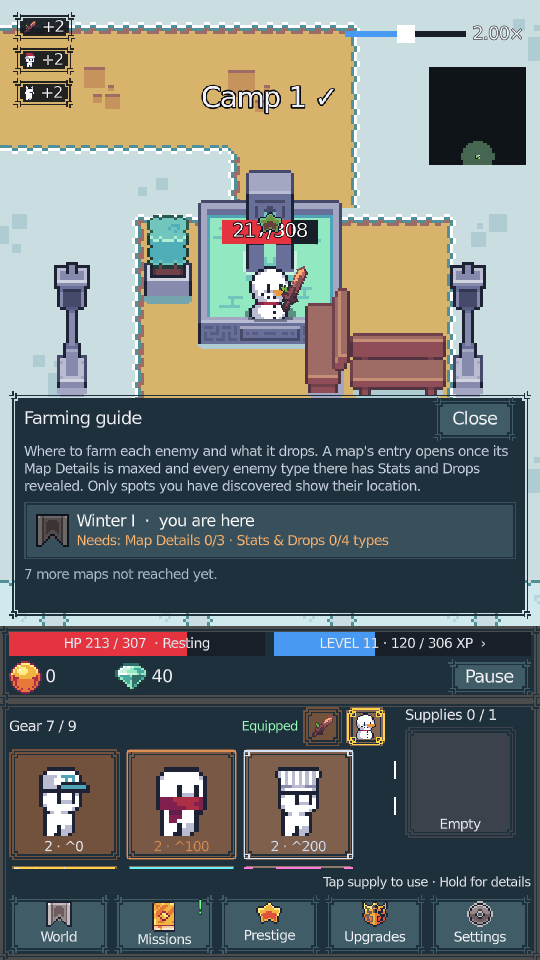 +2
2.00×
+2
+2
Camp 1 ✓
217/308
Farming guide
Close
Where to farm each enemy and what it drops. A map's entry opens once its
Map Details is maxed and every enemy type there has Stats and Drops
revealed. Only spots you have discovered show their location.
Winter I · you are here
Needs: Map Details 0/3 · Stats & Drops 0/4 types
7 more maps not reached yet.
HP 213 / 307 · Resting
LEVEL 11 · 120 / 306 XP ›
0
40
Pause
Gear 7 / 9
Equipped
Supplies 0 / 1
2 · ^0
2 · ^100
2 · ^200
Empty
Tap supply to use · Hold for details
World
Missions
!
Prestige
Upgrades
Settings